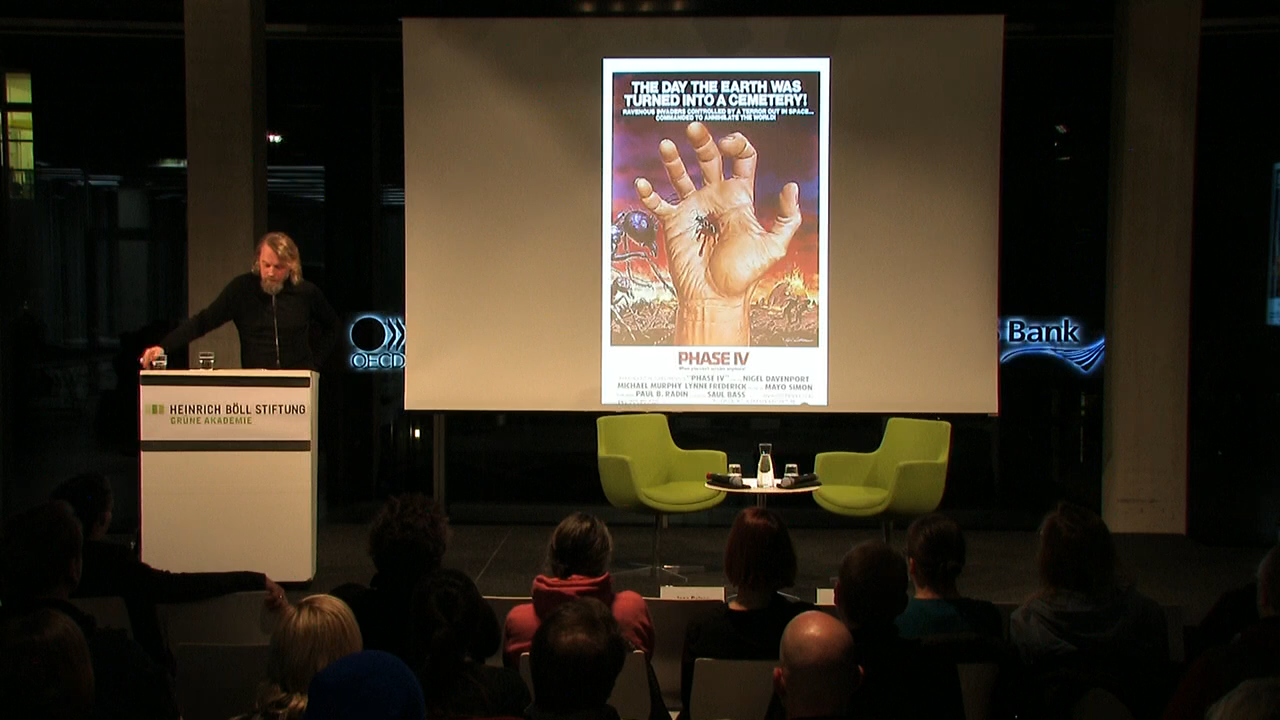 THE DAY THE EARTH WAS
TURNED INTO A CEMETERY!
RAVENOUS INVADERS CONTROLLED BY A TERROR OUT IN SPACE...
COMMANDED TO ANNIHILATE THE WORLD!
PHASE IV
"PHASE IV" NIGEL DAVENPORT
MICHAEL MURPHY LYNNE FREDERICK MAYO SIMON
PAUL B. RADIN SAUL BASS
OECD
Bank
HEINRICH BÖLL STIFTUNG
GRÜNE AKADEMIE